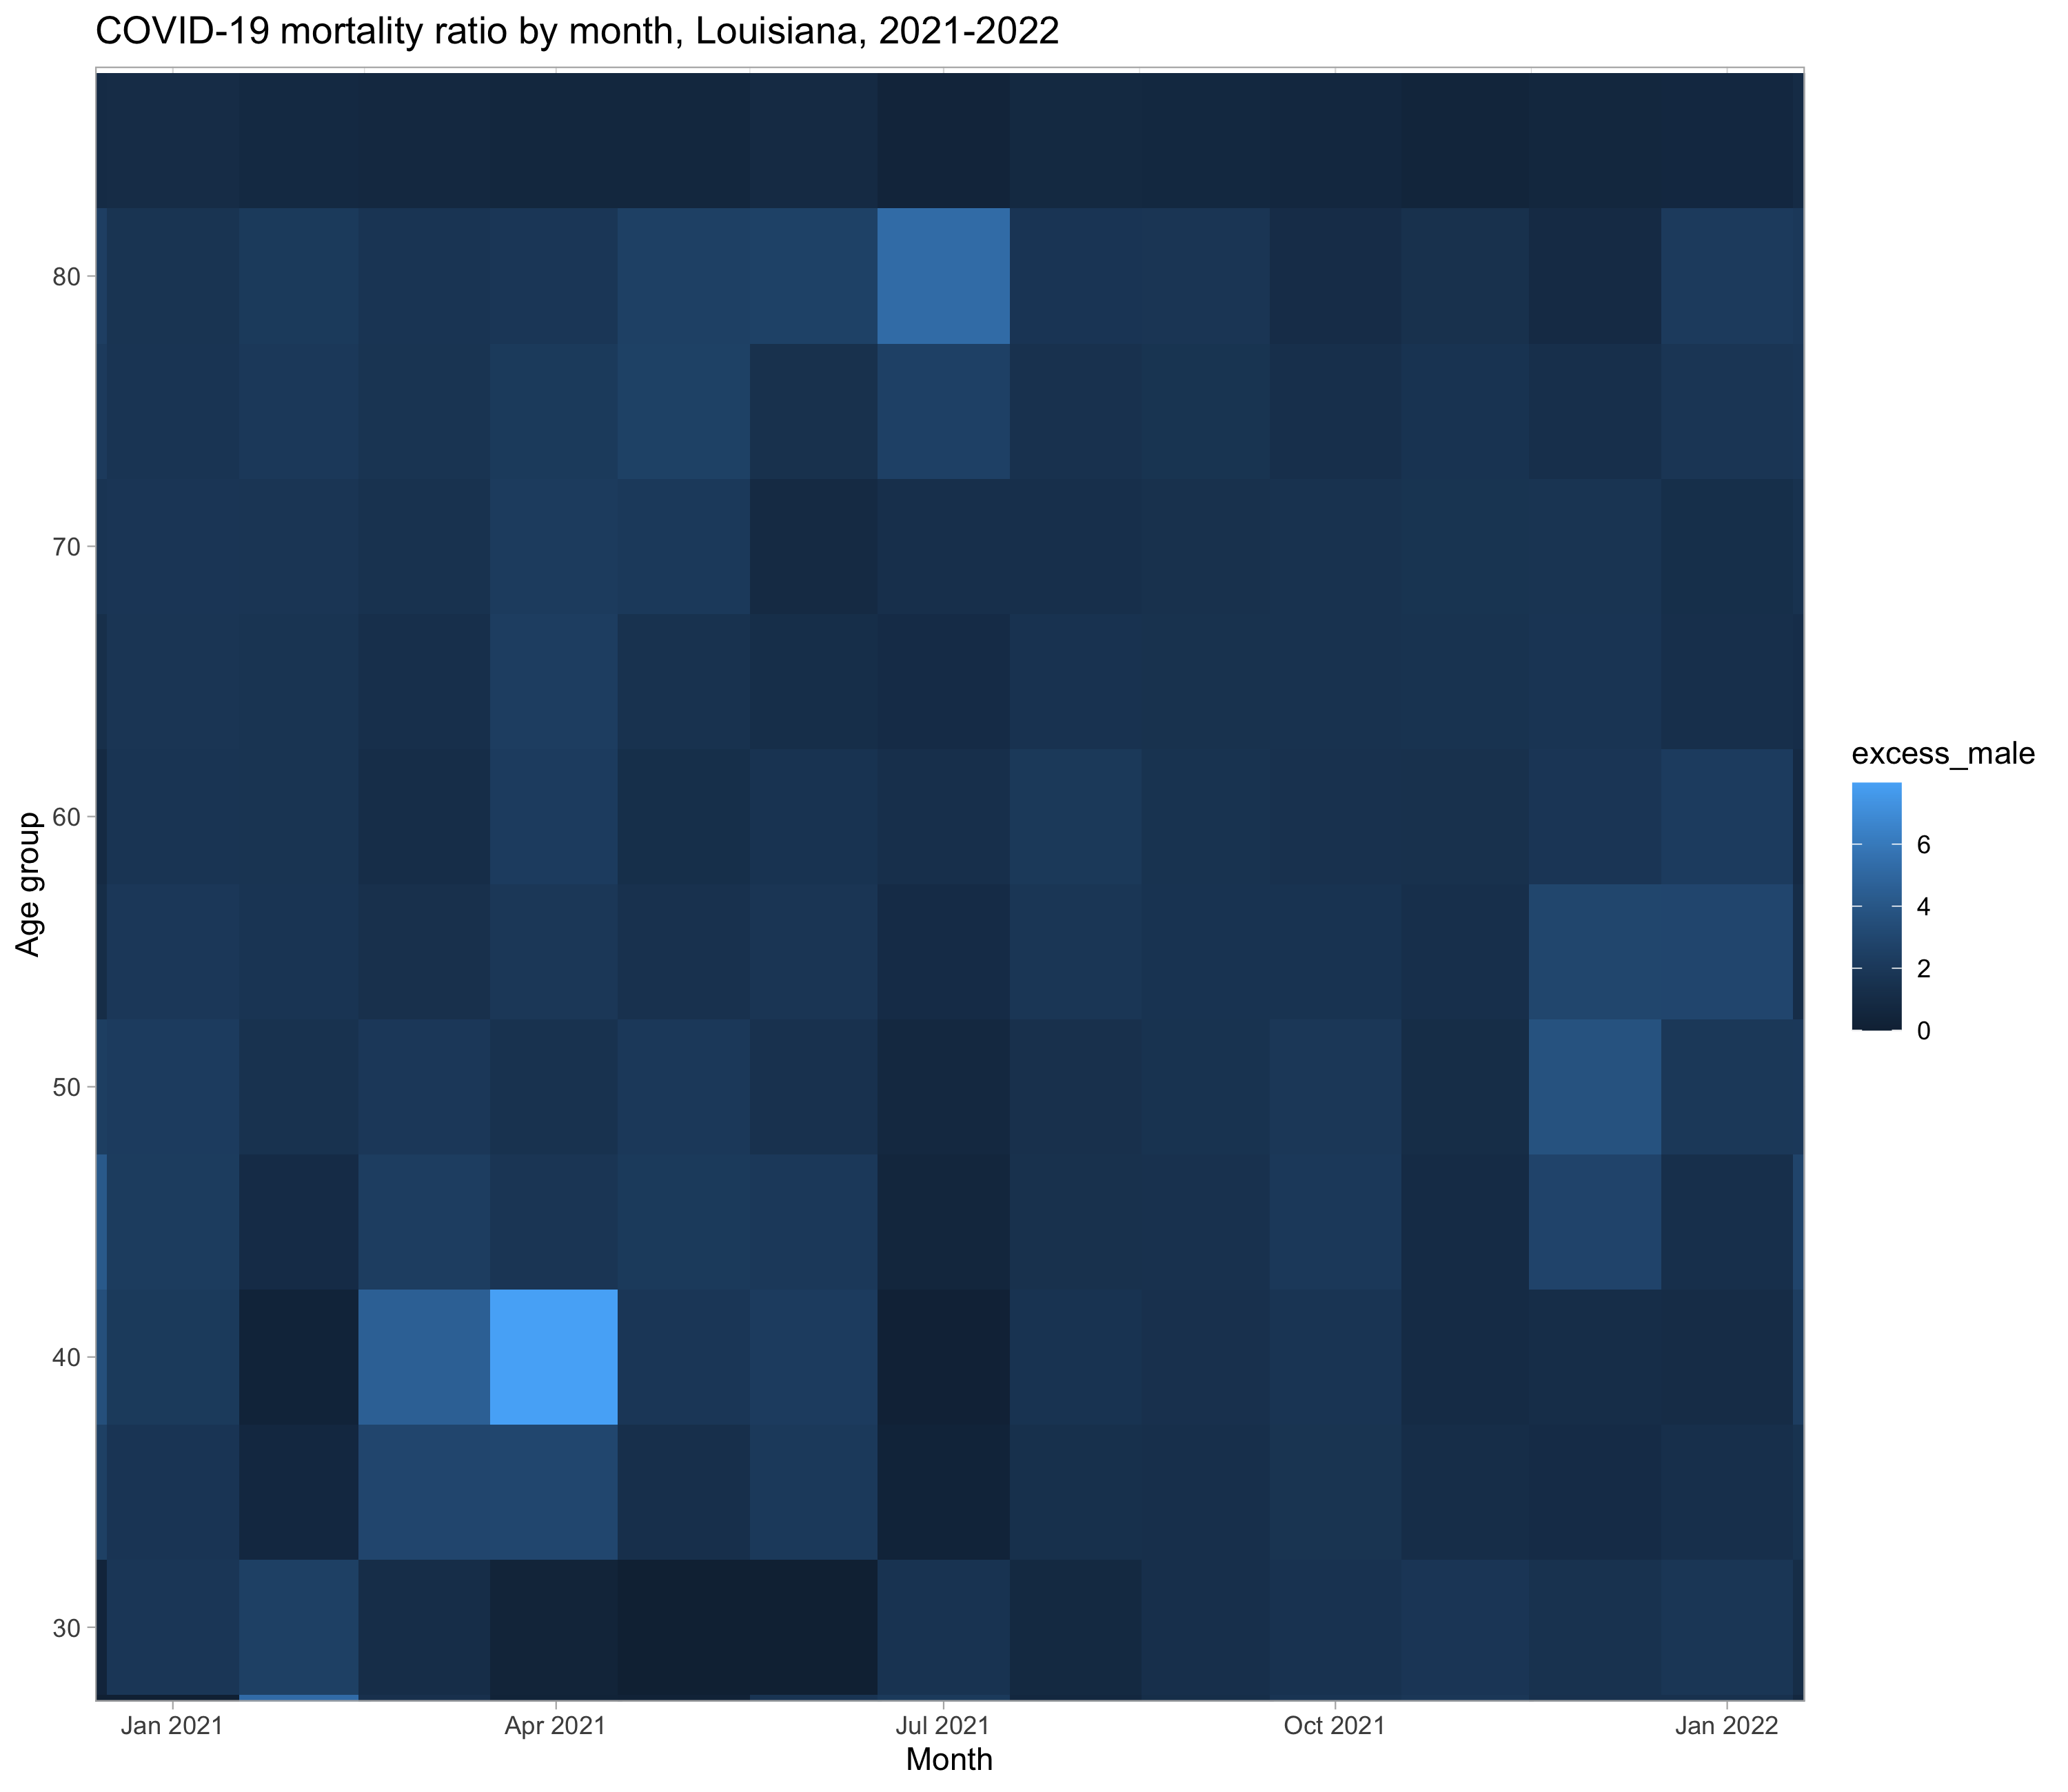 COVID-19 mortality ratio by month, Louisiana, 2021-2022
80
70
60
50
40
30
Age group
Jan 2021 Apr 2021 Jul 2021 Oct 2021 Jan 2022
Month
excess_male
6
4
2
0